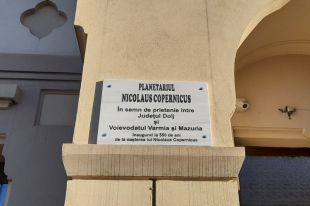 PLANETARIUL
NICOLAUS COPERNICUS
În semn de prietenie între
Județul Dolj
și
Voievodatul Varmia și Mazuria
Inaugurat la 550 de ani
de la nașterea lui Nicolaus Copernicus